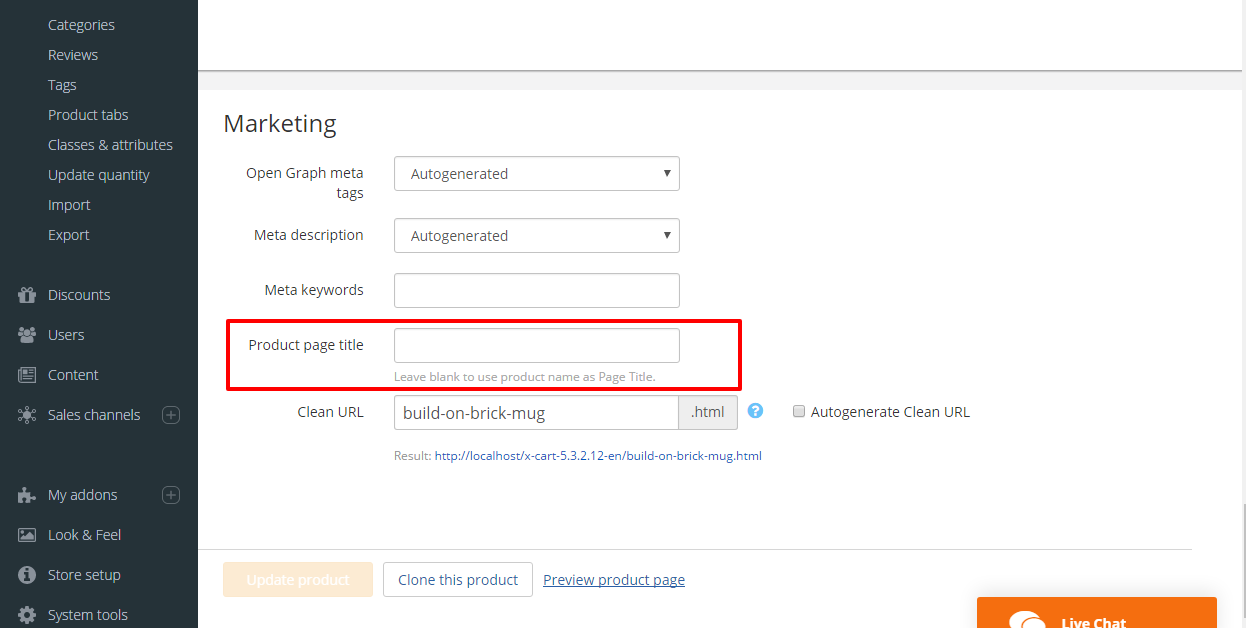 Categories
Reviews
Tags
Product tabs
Classes & attributes
Update quantity
Import
Export
Discounts
Users
Content
Sales channels
My addons
Look & Feel
Store setup
System tools
Marketing
Open Graph meta
tags
Autogenerated
Meta description
Autogenerated
Meta keywords
Product page title
Leave blank to use product name as Page Title.
Clean URL
build-on-brick-mug
.html
?
Autogenerate Clean URL
Result: http://localhost/x-cart-5.3.2.12-en/build-on-brick-mug.html
Update product
Clone this product
Preview product page
Live Chat